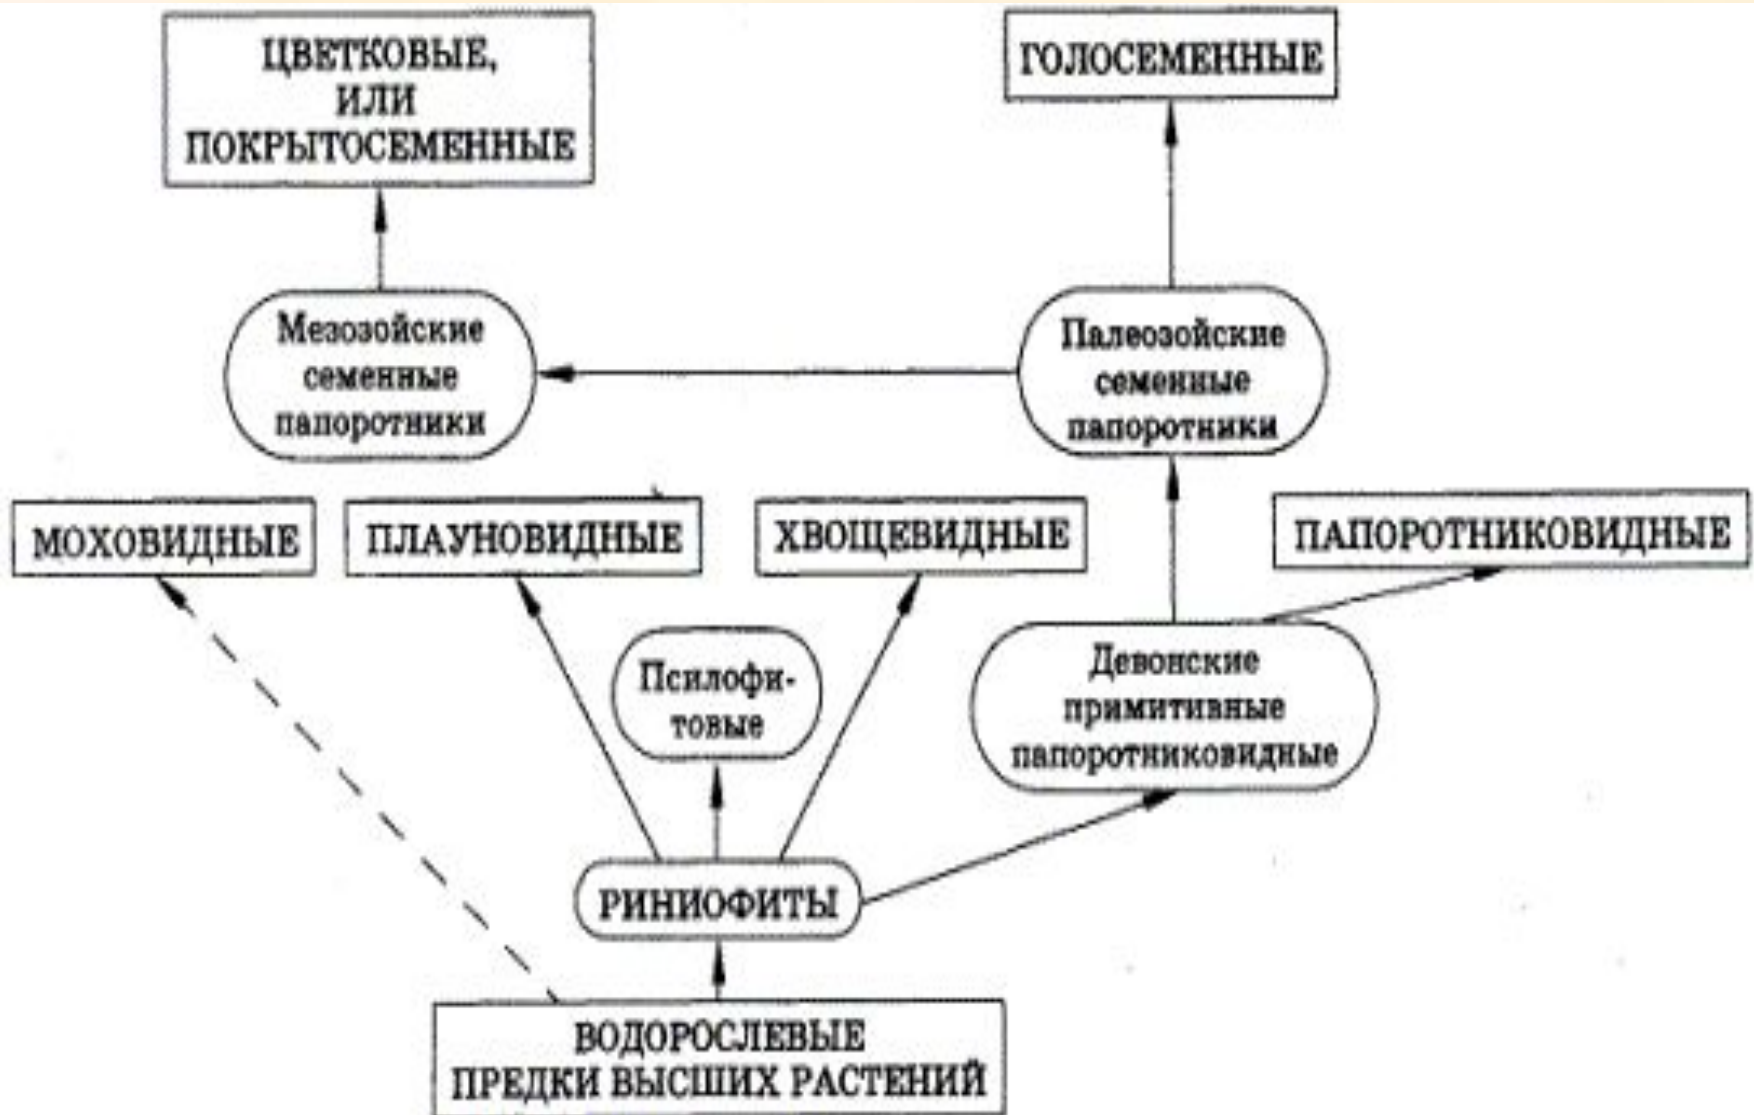 ЦВЕТКОВЫЕ,
ИЛИ
ПОКРЫТОСЕМЕННЫЕ
ГОЛОСЕМЕННЫЕ
Мезозойские
семенные
папоротники
Палеозойские
семенные
папоротники
МОХОВИДНЫЕ
ПЛАУНОВИДНЫЕ
ХВОЩЕВИДНЫЕ
ПАПОРОТНИКОВИДНЫЕ
Псилофи-
товые
Девонские
примитивные
папоротниковидные
РИНИОФИТЫ
ВОДОРОСЛЕВЫЕ
ПРЕДКИ ВЫСШИХ РАСТЕНИЙ